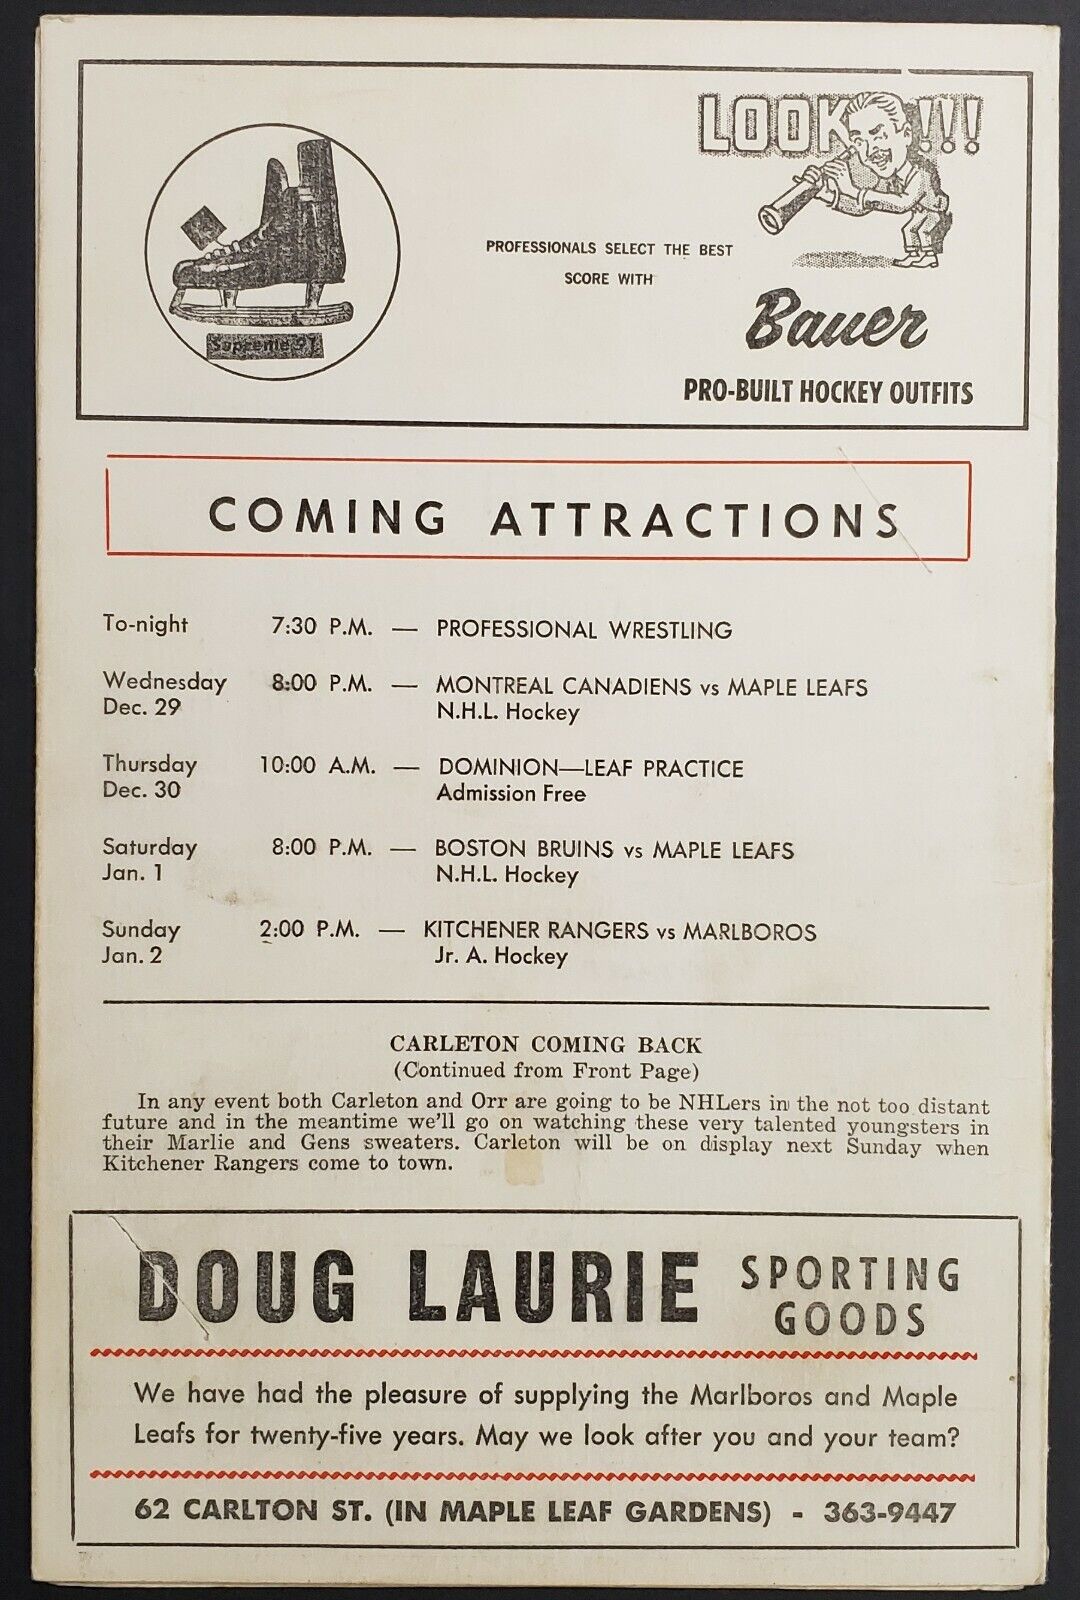 LOOK !!!
PROFESSIONALS SELECT THE BEST
SCORE WITH
Supreme 91
Bauer
PRO-BUILT HOCKEY OUTFITS
COMING ATTRACTIONS
To-night 7:30 P.M. — PROFESSIONAL WRESTLING
Wednesday 8:00 P.M. — MONTREAL CANADIENS vs MAPLE LEAFS
Dec. 29 N.H.L. Hockey
Thursday 10:00 A.M. — DOMINION—LEAF PRACTICE
Dec. 30 Admission Free
Saturday 8:00 P.M. — BOSTON BRUINS vs MAPLE LEAFS
Jan. 1 N.H.L. Hockey
Sunday 2:00 P.M. — KITCHENER RANGERS vs MARLBOROS
Jan. 2 Jr. A. Hockey
CARLETON COMING BACK
(Continued from Front Page)
In any event both Carleton and Orr are going to be NHLers in the not too distant
future and in the meantime we'll go on watching these very talented youngsters in
their Marlie and Gens sweaters. Carleton will be on display next Sunday when
Kitchener Rangers come to town.
DOUG LAURIE SPORTING
GOODS
We have had the pleasure of supplying the Marlboros and Maple
Leafs for twenty-five years. May we look after you and your team?
62 CARLTON ST. (IN MAPLE LEAF GARDENS) - 363-9447